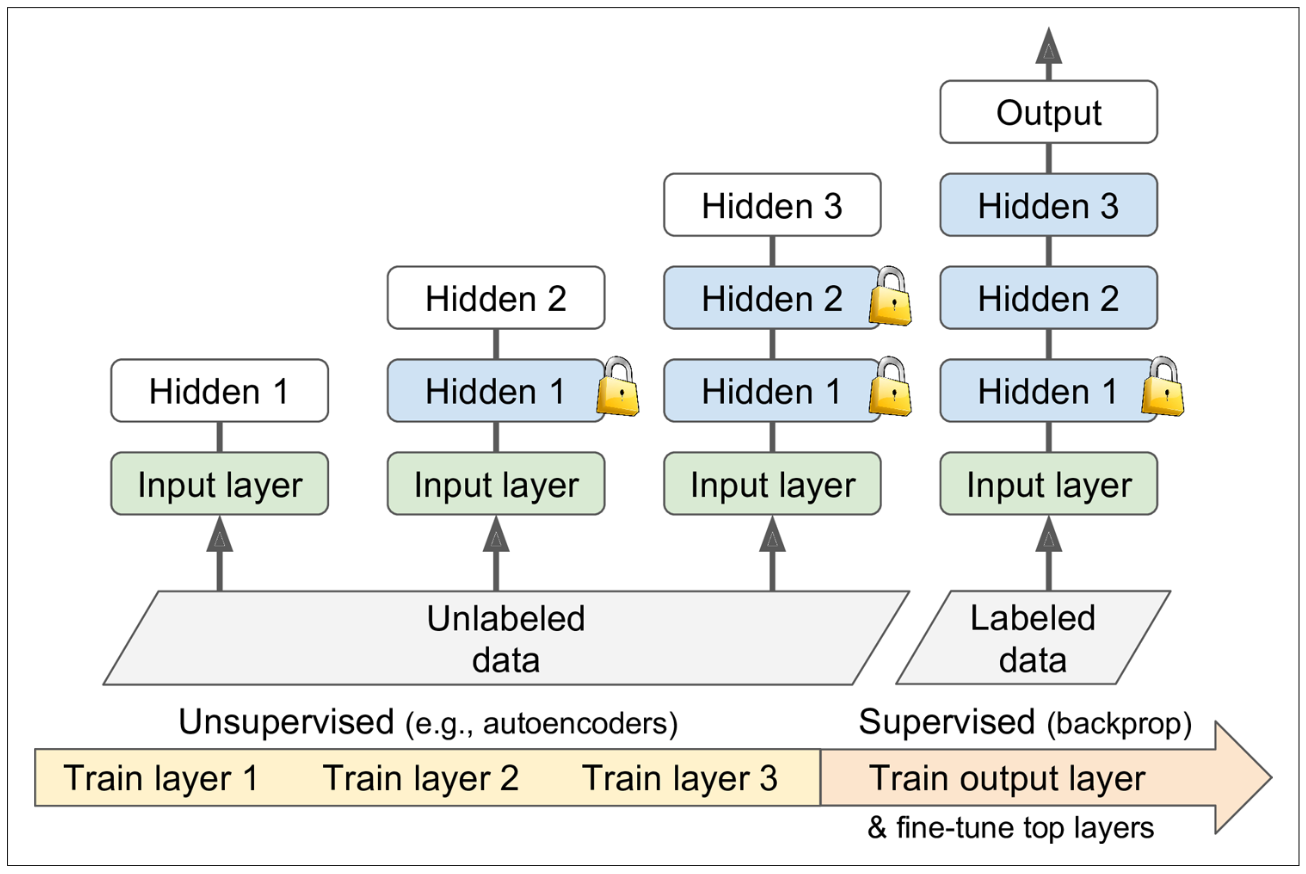 Output
Hidden 3
Hidden 3
Hidden 2
Hidden 2
Hidden 2
Hidden 1
Hidden 1
Hidden 1
Hidden 1
Input layer
Input layer
Input layer
Input layer
Unlabeled
data
Labeled
data
Unsupervised (e.g., autoencoders)
Supervised (backprop)
Train layer 1
Train layer 2
Train layer 3
Train output layer
& fine-tune top layers